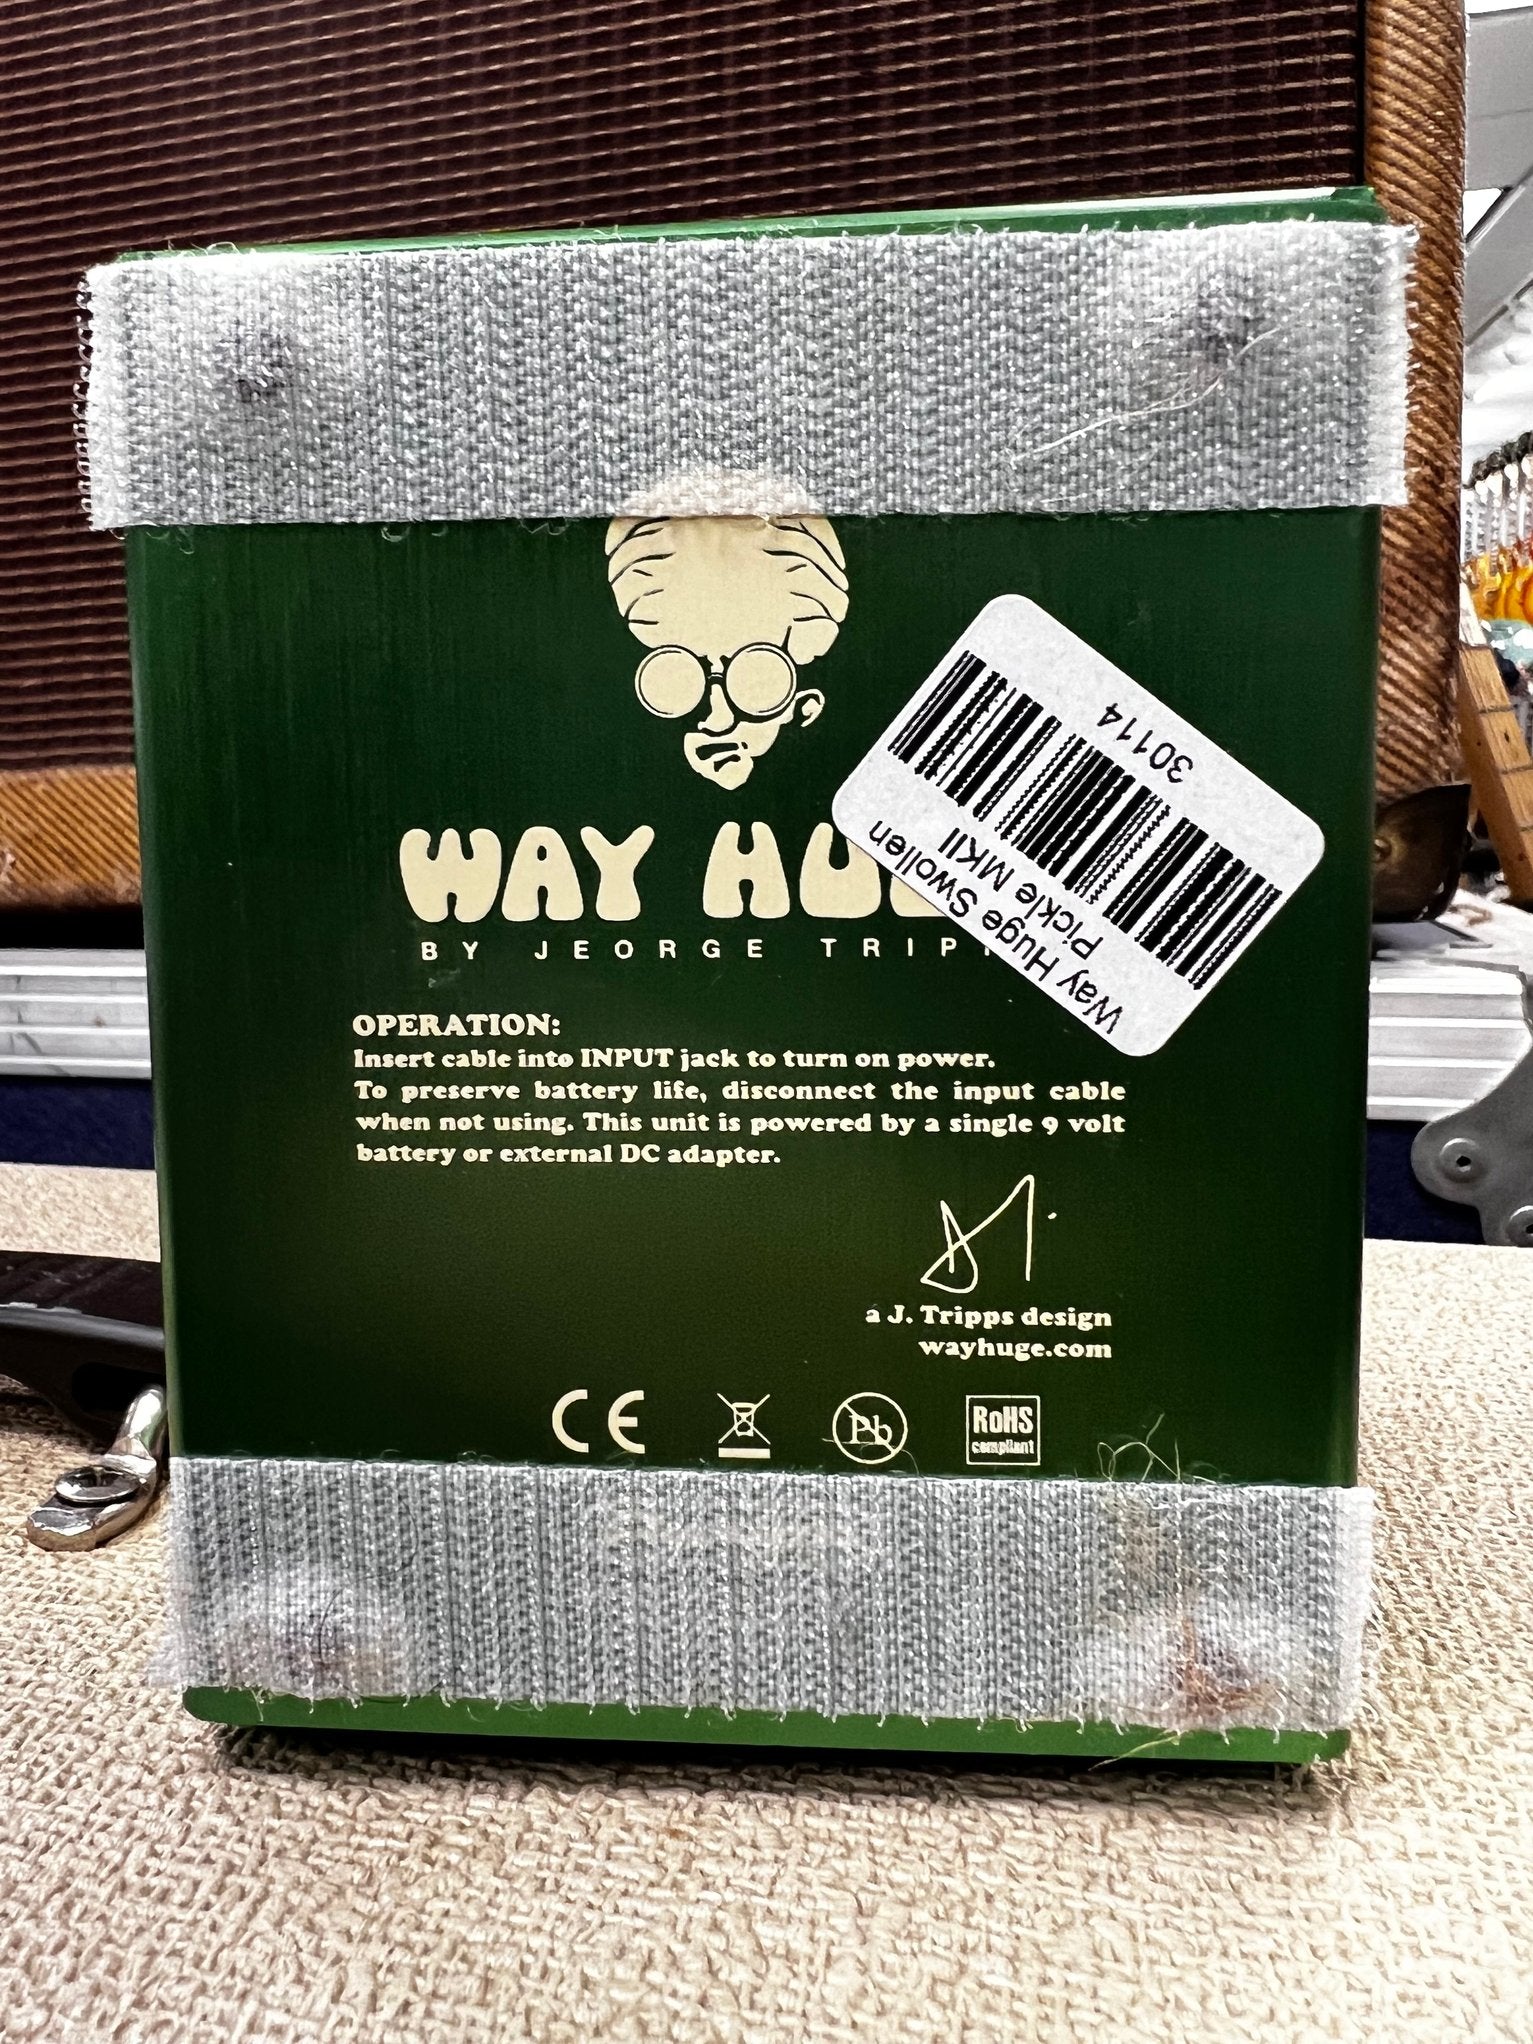 WAY
BY JEORGE
Way Huge Swollen
Pickle MKII
30114
OPERATION:
Insert cable into INPUT jack to turn on power.
To preserve battery life, disconnect the input cable
when not using. This unit is powered by a single 9 volt
battery or external DC adapter.
a J. Tripps design
wayhuge.com
CE
Pb
RoHS
compliant